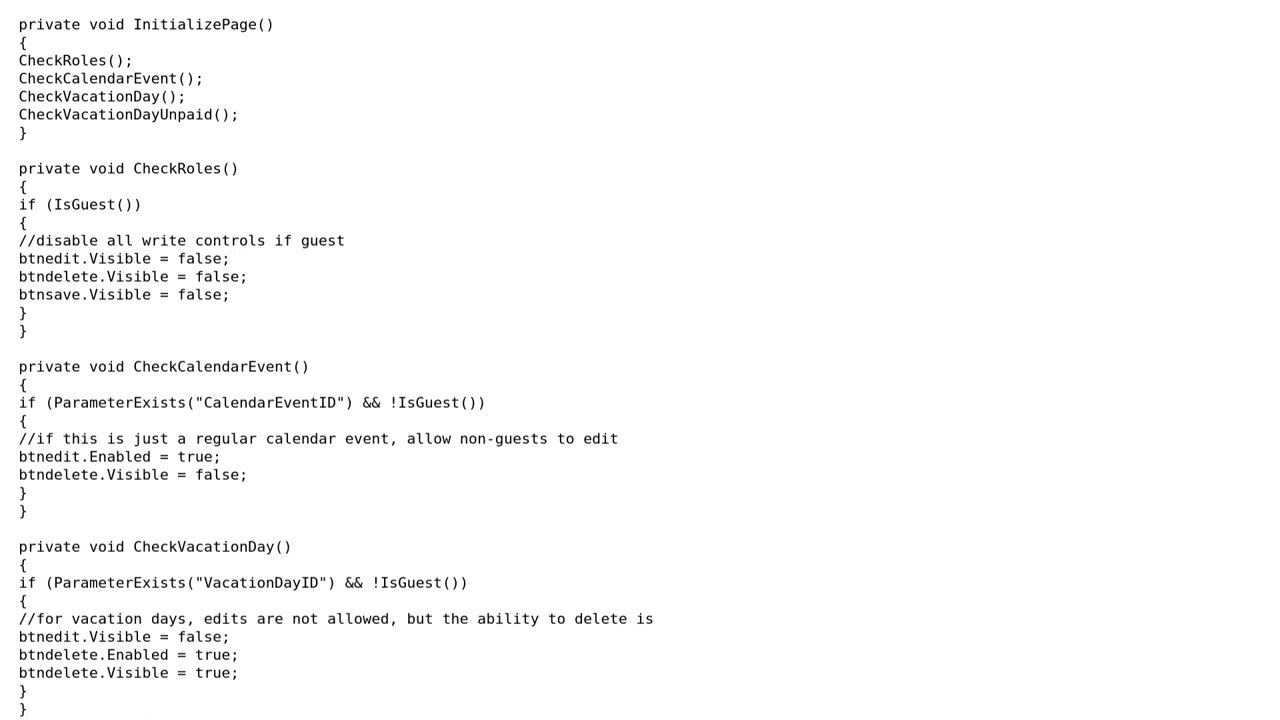 private void InitializePage()
{
CheckRoles();
CheckCalendarEvent();
CheckVacationDay();
CheckVacationDayUnpaid();
}
private void CheckRoles()
{
if (IsGuest())
{
//disable all write controls if guest
btnedit.Visible = false;
btndelete.Visible = false;
btnsave.Visible = false;
}
}
private void CheckCalendarEvent()
{
if (ParameterExists("CalendarEventID") && !IsGuest())
{
//if this is just a regular calendar event, allow non-guests to edit
btnedit.Enabled = true;
btndelete.Visible = false;
}
}
private void CheckVacationDay()
{
if (ParameterExists("VacationDayID") && !IsGuest())
{
//for vacation days, edits are not allowed, but the ability to delete is
btnedit.Visible = false;
btndelete.Enabled = true;
btndelete.Visible = true;
}
}